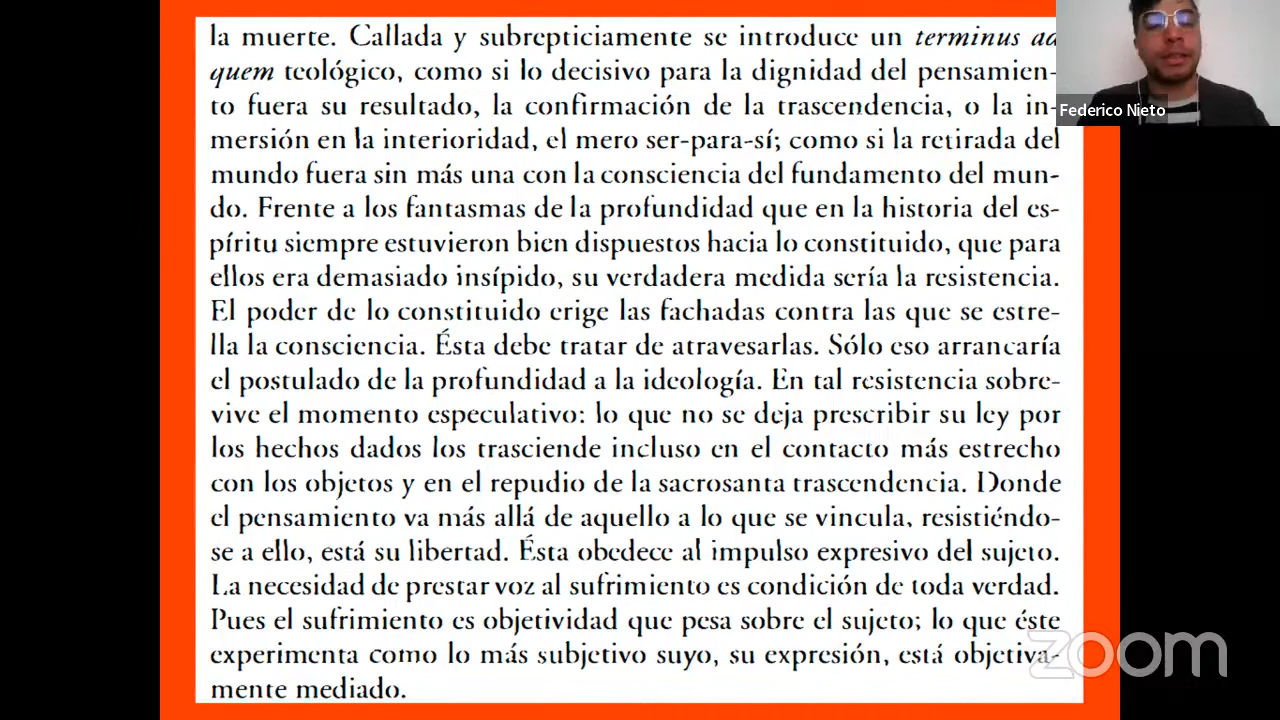 la muerte. Callada y subrepticiamente se introduce un terminus ad
quem teológico, como si lo decisivo para la dignidad del pensamien-
to fuera su resultado, la confirmación de la trascendencia, o la in-
mersión en la interioridad, el mero ser-para-sí; como si la retirada del
mundo fuera sin más una con la consciencia del fundamento del mun-
do. Frente a los fantasmas de la profundidad que en la historia del es-
píritu siempre estuvieron bien dispuestos hacia lo constituido, que para
ellos era demasiado insípido, su verdadera medida sería la resistencia.
El poder de lo constituido erige las fachadas contra las que se estre-
lla la consciencia. Ésta debe tratar de atravesarlas. Sólo eso arrancaría
el postulado de la profundidad a la ideología. En tal resistencia sobre-
vive el momento especulativo: lo que no se deja prescribir su ley por
los hechos dados los trasciende incluso en el contacto más estrecho
con los objetos y en el repudio de la sacrosanta trascendencia. Donde
el pensamiento va más allá de aquello a lo que se vincula, resistiéndo-
se a ello, está su libertad. Ésta obedece al impulso expresivo del sujeto.
La necesidad de prestar voz al sufrimiento es condición de toda verdad.
Pues el sufrimiento es objetividad que pesa sobre el sujeto; lo que éste
experimenta como lo más subjetivo suyo, su expresión, está objetiva-
mente mediado.
Federico Nieto
zoom